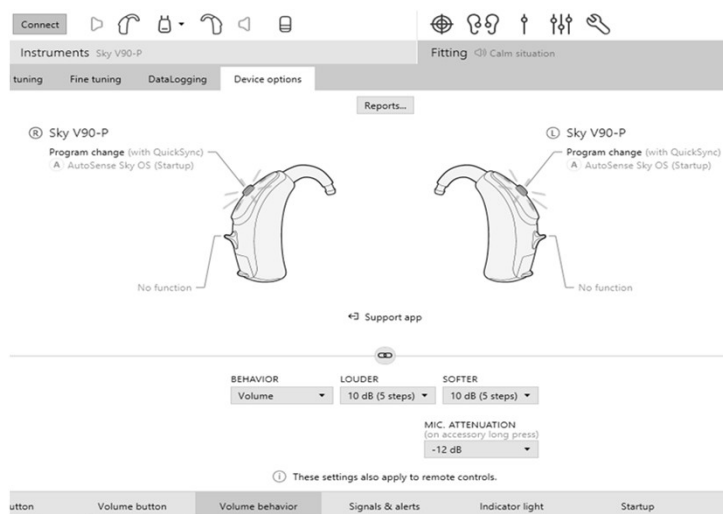 Connect
Instruments Sky V90-P
Fitting Calm situation
tuning Fine tuning DataLogging Device options
Reports...
R Sky V90-P
Program change (with QuickSync)
A AutoSense Sky OS (Startup)
No function
L Sky V90-P
Program change (with QuickSync)
A AutoSense Sky OS (Startup)
No function
Support app
BEHAVIOR LOUDER SOFTER
Volume 10 dB (5 steps) 10 dB (5 steps)
MIC. ATTENUATION
(on accessory long press)
-12 dB
These settings also apply to remote controls.
utton Volume button Volume behavior Signals & alerts Indicator light Startup